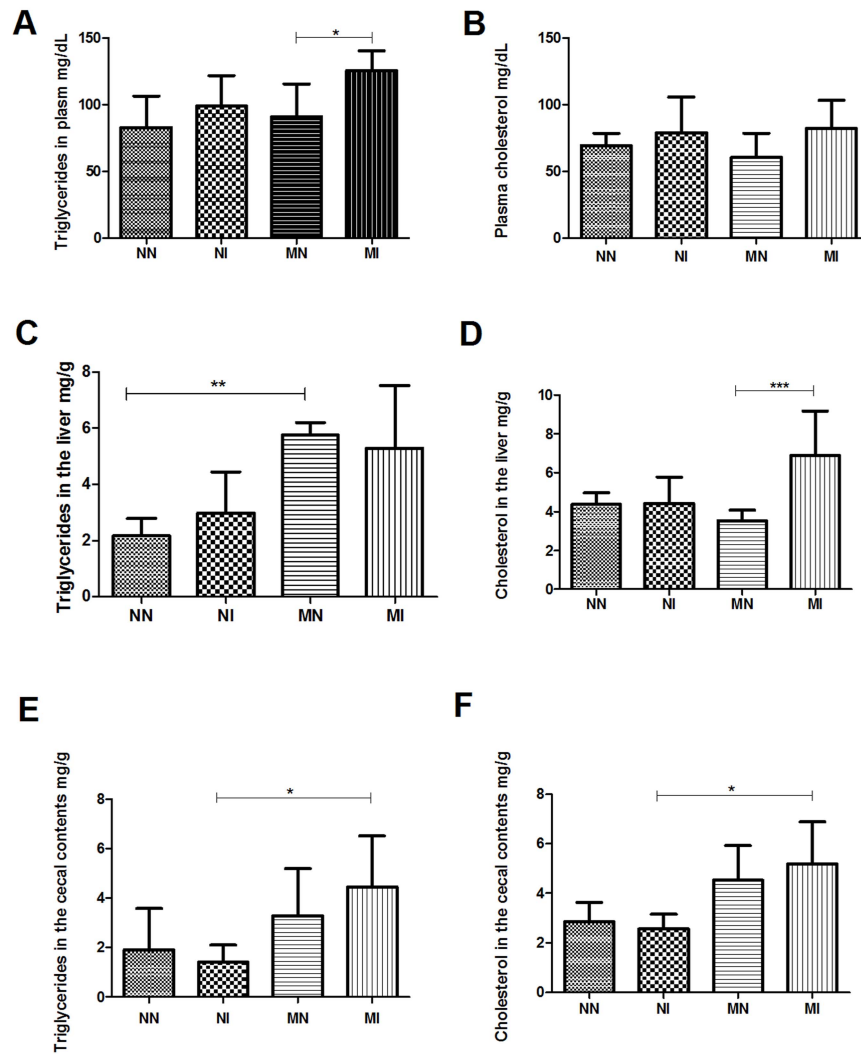 A
Triglycerides in plasm mg/dL
150
100
50
0
*
NN NI MN MI
B
Plasma cholesterol mg/dL
150
100
50
0
NN NI MN MI
C
Triglycerides in the liver mg/g
8
6
4
2
0
**
NN NI MN MI
D
Cholesterol in the liver mg/g
10
8
6
4
2
0
***
NN NI MN MI
E
Triglycerides in the cecal contents mg/g
8
6
4
2
0
*
NN NI MN MI
F
Cholesterol in the cecal contents mg/g
8
6
4
2
0
*
NN NI MN MI